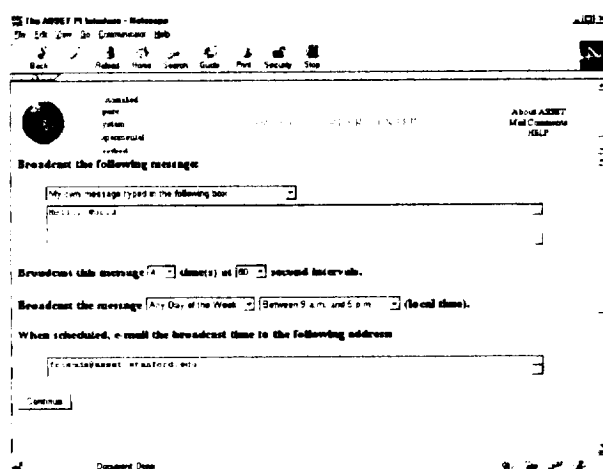 The ASSET PI Interface - Netscape
File Edit View Go Communicator Help
Back Reload Home Search Guide Print Security Stop
About ASSET
Mail Comments
HELP
Broadcast the following message:
My own message typed in the following box
Hello, World
Broadcast this message 4 time(s) at 60 second intervals.
Broadcast the message Any Day of the Week Between 9 a.m. and 5 p.m. (local time).
When scheduled, e-mail the broadcast time to the following address:
Continue
Document: Done